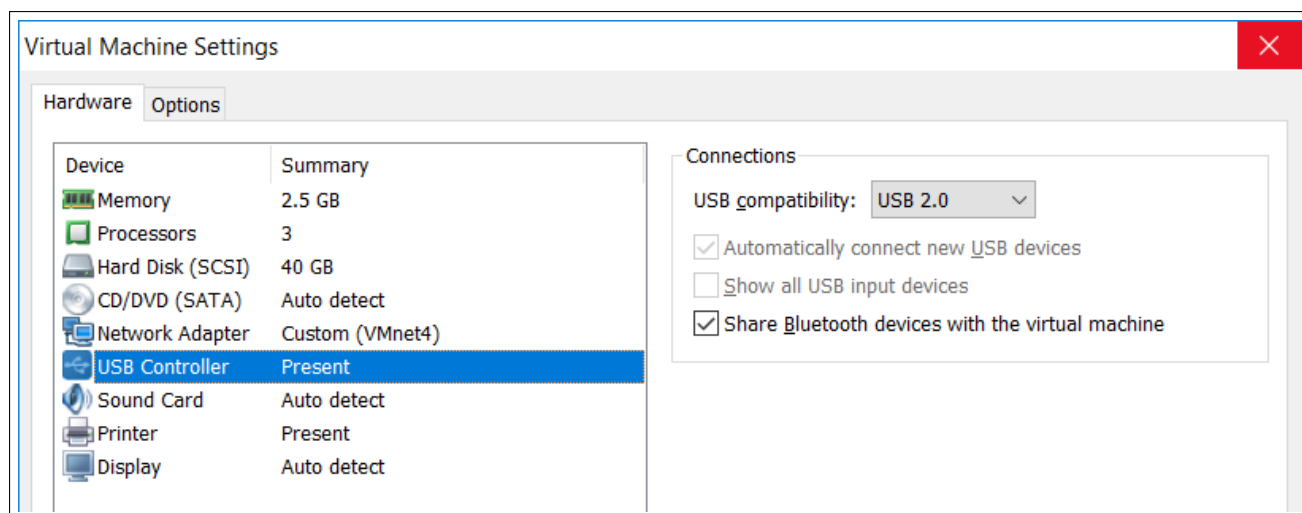 Virtual Machine Settings
Hardware Options
Device Summary
Memory 2.5 GB
Processors 3
Hard Disk (SCSI) 40 GB
CD/DVD (SATA) Auto detect
Network Adapter Custom (VMnet4)
USB Controller Present
Sound Card Auto detect
Printer Present
Display Auto detect
Connections
USB compatibility: USB 2.0
Automatically connect new USB devices
Show all USB input devices
Share Bluetooth devices with the virtual machine